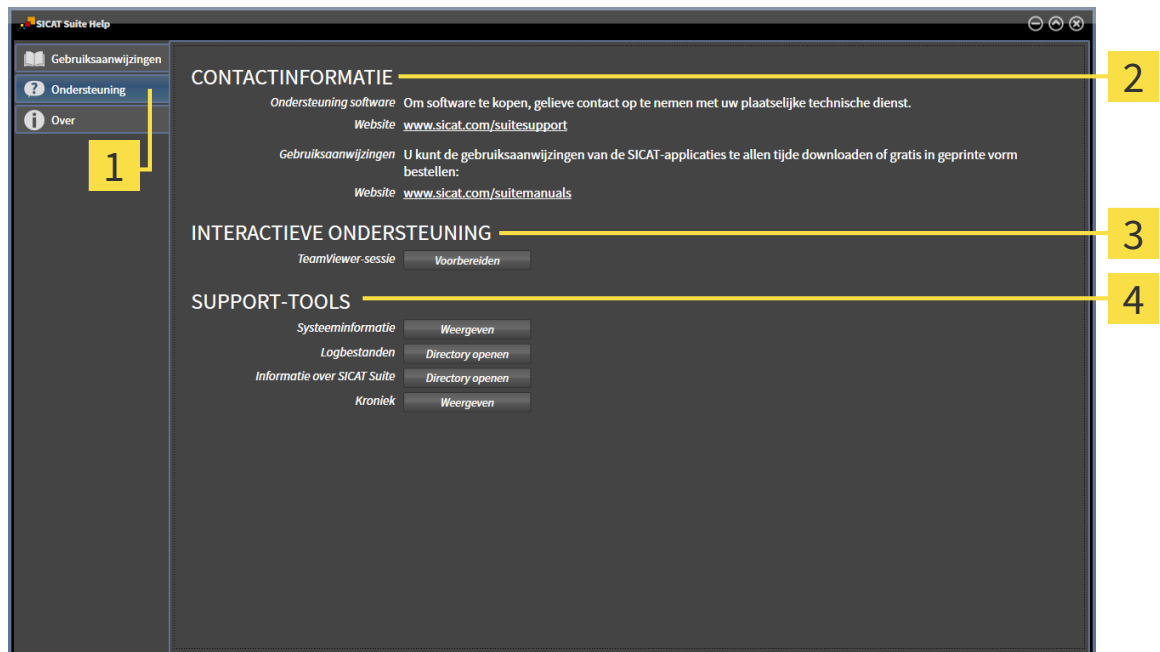 SICAT Suite Help
Gebruiksaanwijzingen
Ondersteuning
Over
1
CONTACTINFORMATIE
2
Ondersteuning software Om software te kopen, gelieve contact op te nemen met uw plaatselijke technische dienst.
Website www.sicat.com/suitesupport
Gebruiksaanwijzingen U kunt de gebruiksaanwijzingen van de SICAT-applicaties te allen tijde downloaden of gratis in geprinte vorm
bestellen:
Website www.sicat.com/suitemanuals
INTERACTIEVE ONDERSTEUNING
3
TeamViewer-sessie Voorbereiden
SUPPORT-TOOLS
4
Systeeminformatie Weergeven
Logbestanden Directory openen
Informatie over SICAT Suite Directory openen
Kroniek Weergeven